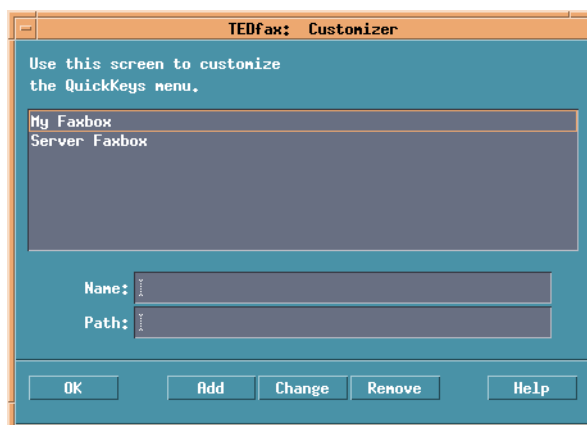 TEDfax: Customizer
Use this screen to customize
the QuickKeys menu.
My Faxbox
Server Faxbox
Name:
Path:
OK Add Change Remove Help